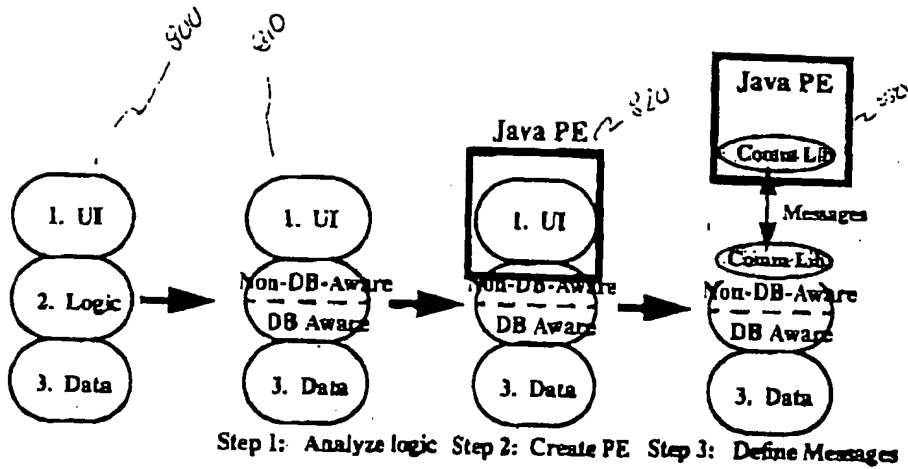 800
810
820
Java PE
Java PE
Comm Lib
Messages
Comm Lib
1. UI
1. UI
1. UI
2. Logic
Non-DB-Aware
DB Aware
Non-DB-Aware
DB Aware
Non-DB-Aware
DB Aware
3. Data
3. Data
3. Data
3. Data
Step 1: Analyze logic Step 2: Create PE Step 3: Define Messages